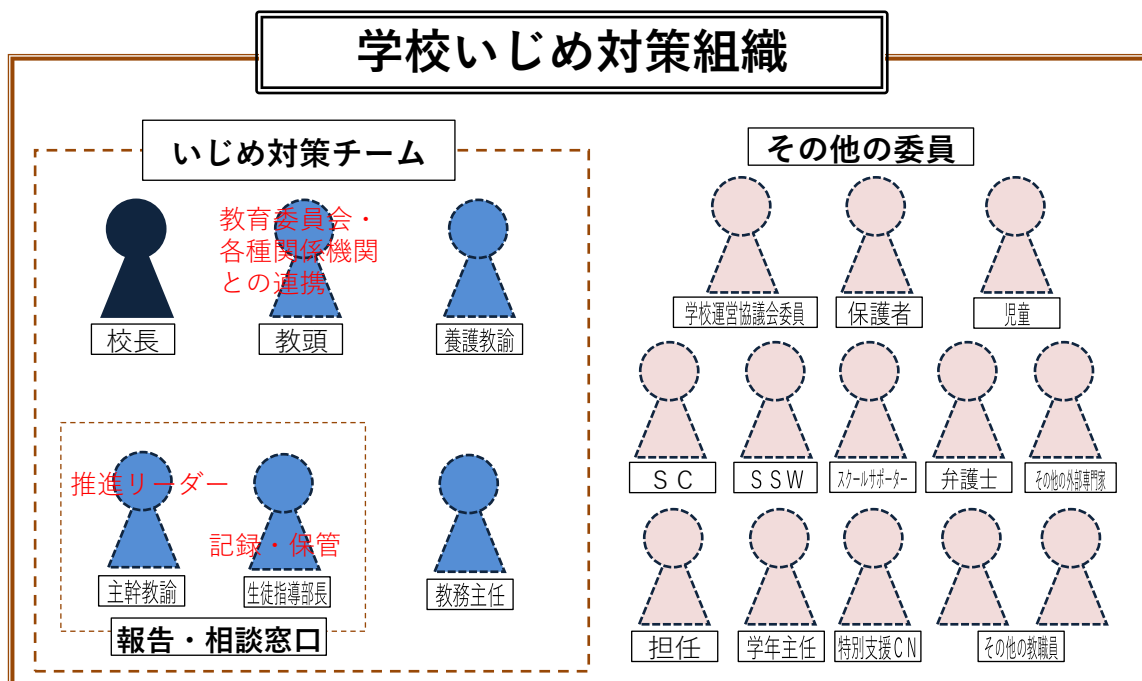 学校いじめ対策組織
いじめ対策チーム
教育委員会・
各種関係機関
との連携
校長
教頭
養護教諭
推進リーダー
記録・保管
主幹教諭
生徒指導部長
教務主任
報告・相談窓口
その他の委員
学校運営協議会委員
保護者
児童
ＳＣ
ＳＳＷ
スクールサポーター
弁護士
その他の外部専門家
担任
学年主任
特別支援ＣＮ
その他の教職員